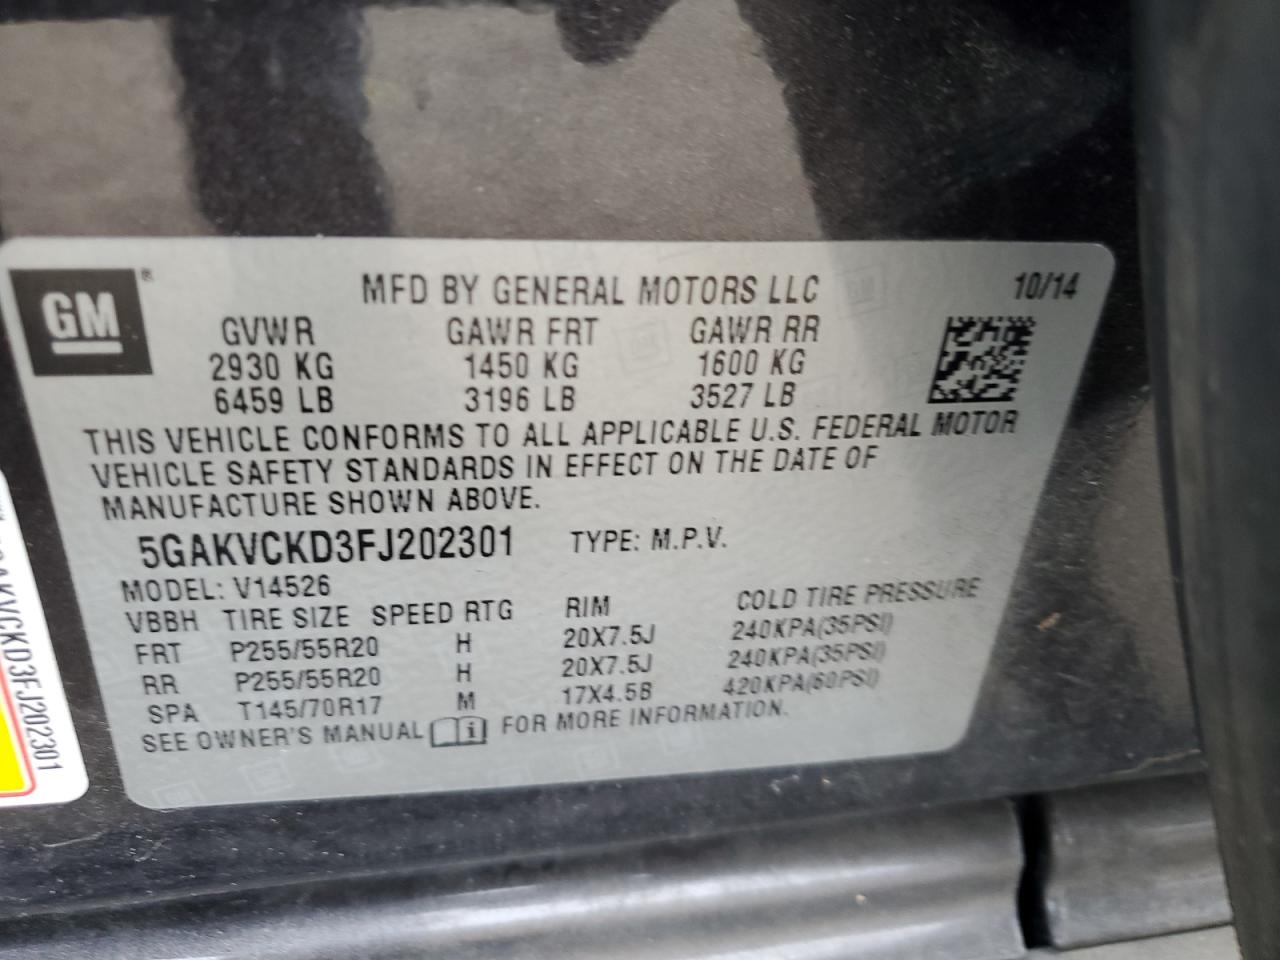 GM®
MFD BY GENERAL MOTORS LLC 10/14
GVWR GAWR FRT GAWR RR
2930 KG 1450 KG 1600 KG
6459 LB 3196 LB 3527 LB
THIS VEHICLE CONFORMS TO ALL APPLICABLE U.S. FEDERAL MOTOR
VEHICLE SAFETY STANDARDS IN EFFECT ON THE DATE OF
MANUFACTURE SHOWN ABOVE.
5GAKVCKD3FJ202301 TYPE: M.P.V.
MODEL: V14526
VBBH TIRE SIZE SPEED RTG RIM COLD TIRE PRESSURE
FRT P255/55R20 H 20X7.5J 240KPA(35PSI)
RR P255/55R20 H 20X7.5J 240KPA(35PSI)
SPA T145/70R17 M 17X4.5B 420KPA(60PSI)
SEE OWNER'S MANUAL i FOR MORE INFORMATION.
AKVCKD3FJ202301